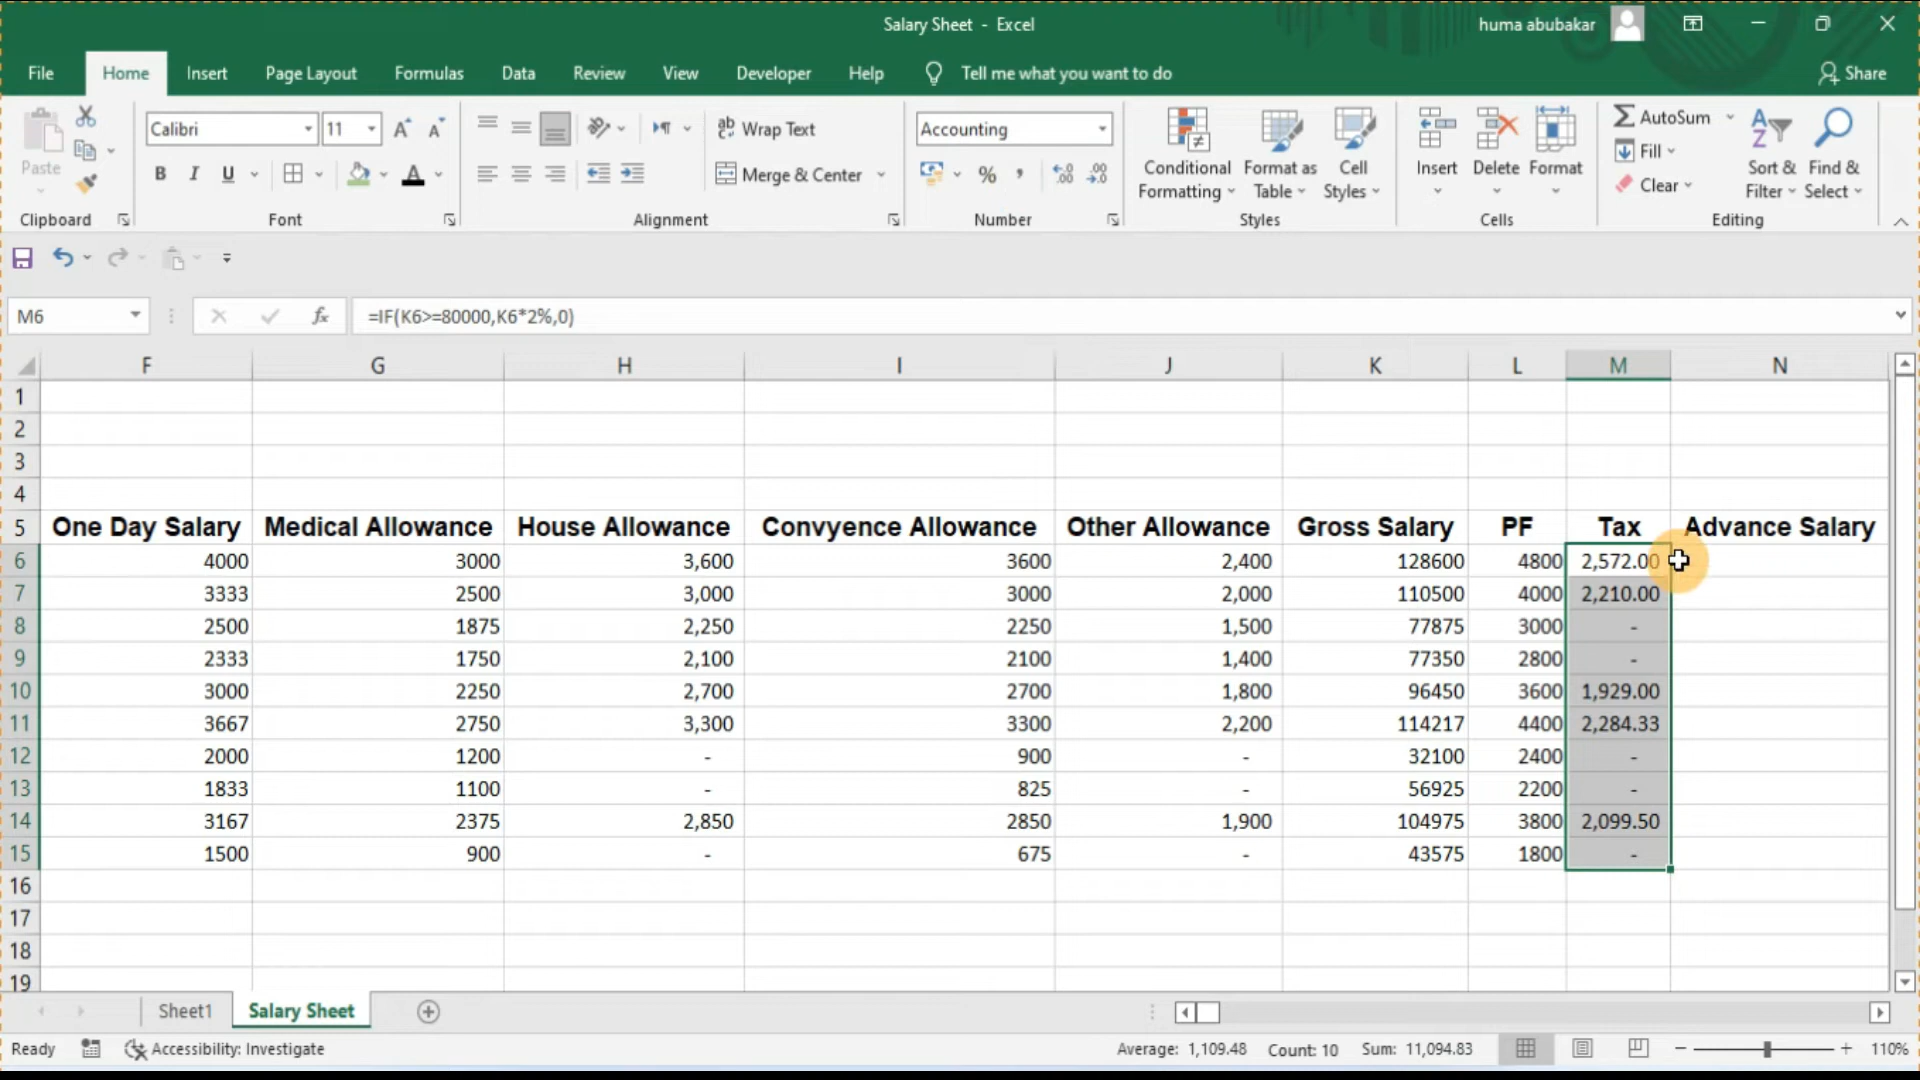 Salary Sheet - Excel
huma abubakar
File Home Insert Page Layout Formulas Data Review View Developer Help Tell me what you want to do Share
Paste
Clipboard
Calibri 11
B I U A
Font
Wrap Text
Merge & Center
Alignment
Accounting
% , .00
Number
Conditional Formatting
Format as Table
Cell Styles
Styles
Insert Delete Format
Cells
AutoSum
Fill
Clear
Sort & Filter
Find & Select
Editing
M6 fx =IF(K6>=80000,K6*2%,0)
F G H I J K L M N
1
2
3
4
5 One Day Salary Medical Allowance House Allowance Convyence Allowance Other Allowance Gross Salary PF Tax Advance Salary
6 4000 3000 3,600 3600 2,400 128600 4800 2,572.00
7 3333 2500 3,000 3000 2,000 110500 4000 2,210.00
8 2500 1875 2,250 2250 1,500 77875 3000 -
9 2333 1750 2,100 2100 1,400 77350 2800 -
10 3000 2250 2,700 2700 1,800 96450 3600 1,929.00
11 3667 2750 3,300 3300 2,200 114217 4400 2,284.33
12 2000 1200 - 900 - 32100 2400 -
13 1833 1100 - 825 - 56925 2200 -
14 3167 2375 2,850 2850 1,900 104975 3800 2,099.50
15 1500 900 - 675 - 43575 1800 -
16
17
18
19
Sheet1 Salary Sheet
Ready Accessibility: Investigate Average: 1,109.48 Count: 10 Sum: 11,094.83 110%